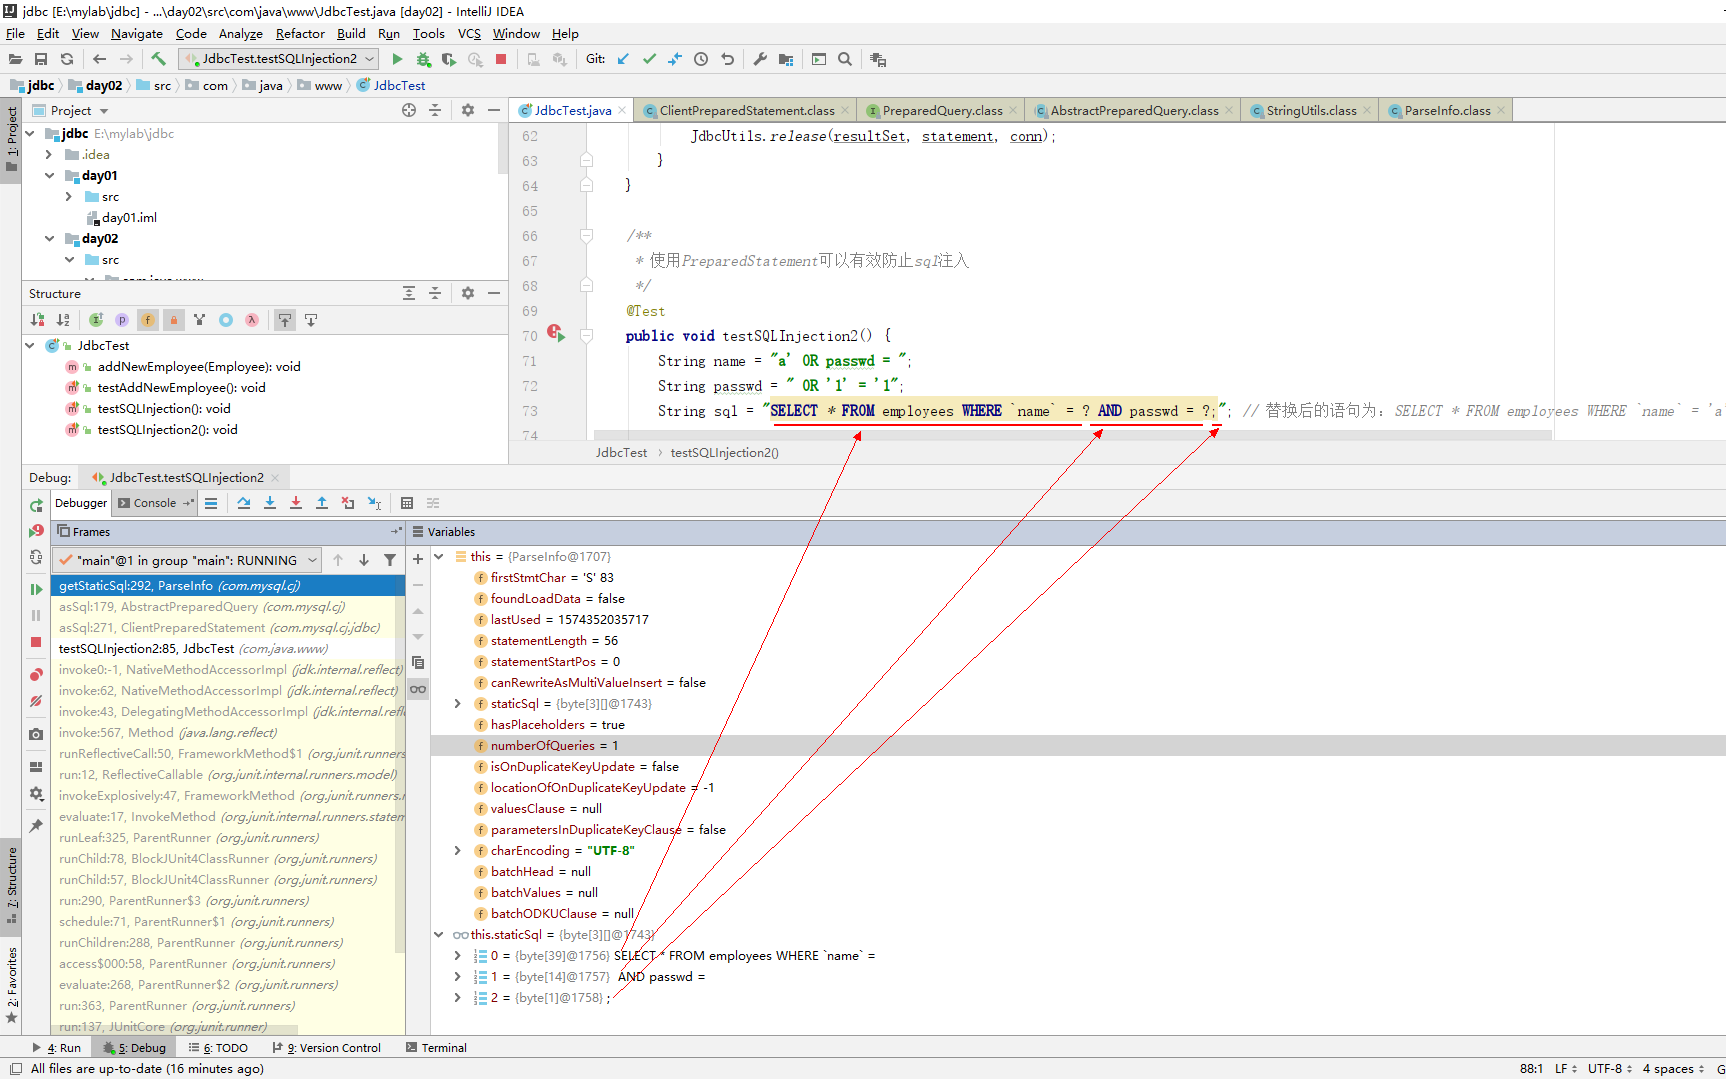 jdbc [E:\mylab\jdbc] - ...\day02\src\com\java\www\JdbcTest.java [day02] - IntelliJ IDEA
File Edit View Navigate Code Analyze Refactor Build Run Tools VCS Window Help
JdbcTest.testSQLInjection2 Git:
jdbc day02 src com java www JdbcTest
1: Project
Project
jdbc E:\mylab\jdbc
.idea
day01
src
day01.iml
day02
src
Structure
JdbcTest
addNewEmployee(Employee): void
testAddNewEmployee(): void
testSQLInjection(): void
testSQLInjection2(): void
JdbcTest.java ClientPreparedStatement.class PreparedQuery.class AbstractPreparedQuery.class StringUtils.class ParseInfo.class
62 JdbcUtils.release(resultSet, statement, conn);
63 }
64 }
65
66 /**
67 * 使用PreparedStatement可以有效防止sql注入
68 */
69 @Test
70 public void testSQLInjection2() {
71 String name = "a' OR passwd = ";
72 String passwd = " OR '1' = '1";
73 String sql = "SELECT * FROM employees WHERE `name` = ? AND passwd = ?;"; // 替换后的语句为：SELECT * FROM employees WHERE `name` = 'a'
74
JdbcTest > testSQLInjection2()
Debug: JdbcTest.testSQLInjection2
Debugger Console
Frames
"main"@1 in group "main": RUNNING
getStaticSql:292, ParseInfo (com.mysql.cj)
asSql:179, AbstractPreparedQuery (com.mysql.cj)
asSql:271, ClientPreparedStatement (com.mysql.cj.jdbc)
testSQLInjection2:85, JdbcTest (com.java.www)
invoke0:-1, NativeMethodAccessorImpl (jdk.internal.reflect)
invoke:62, NativeMethodAccessorImpl (jdk.internal.reflect)
invoke:43, DelegatingMethodAccessorImpl (jdk.internal.refl
invoke:567, Method (java.lang.reflect)
runReflectiveCall:50, FrameworkMethod$1 (org.junit.runners
run:12, ReflectiveCallable (org.junit.internal.runners.model)
invokeExplosively:47, FrameworkMethod (org.junit.runners.r
evaluate:17, InvokeMethod (org.junit.internal.runners.statem
runLeaf:325, ParentRunner (org.junit.runners)
runChild:78, BlockJUnit4ClassRunner (org.junit.runners)
runChild:57, BlockJUnit4ClassRunner (org.junit.runners)
run:290, ParentRunner$3 (org.junit.runners)
schedule:71, ParentRunner$1 (org.junit.runners)
runChildren:288, ParentRunner (org.junit.runners)
access$000:58, ParentRunner (org.junit.runners)
evaluate:268, ParentRunner$2 (org.junit.runners)
run:363, ParentRunner (org.junit.runners)
run:137, JUnitCore (org.junit.runner)
Variables
this = {ParseInfo@1707}
firstStmtChar = 'S' 83
foundLoadData = false
lastUsed = 1574352035717
statementLength = 56
statementStartPos = 0
canRewriteAsMultiValueInsert = false
staticSql = {byte[3][]@1743}
hasPlaceholders = true
numberOfQueries = 1
isOnDuplicateKeyUpdate = false
locationOfOnDuplicateKeyUpdate = -1
valuesClause = null
parametersInDuplicateKeyClause = false
charEncoding = "UTF-8"
batchHead = null
batchValues = null
batchODKUClause = null
this.staticSql = {byte[3][]@1743}
0 = {byte[39]@1756} SELECT * FROM employees WHERE `name` =
1 = {byte[14]@1757} AND passwd =
2 = {byte[1]@1758} ;
7: Structure
2: Favorites
4: Run 5: Debug 6: TODO 9: Version Control Terminal
All files are up-to-date (16 minutes ago) 88:1 LF UTF-8 4 spaces G